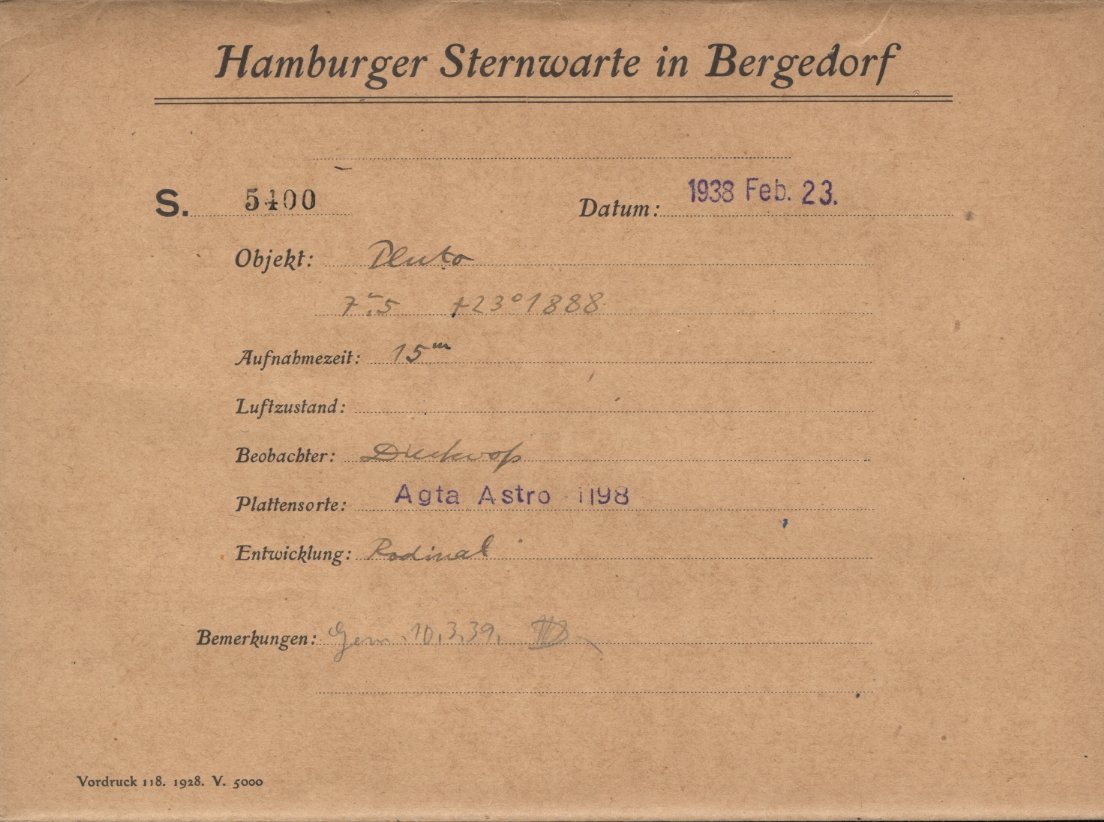 Hamburger Sternwarte in Bergedorf
S. 5400 Datum: 1938 Feb. 23.
Objekt: Pluto
7m.5 +23°1888
Aufnahmezeit: 15m
Luftzustand:
Beobachter: Dieckvoß
Plattensorte: Agfa Astro 1198
Entwicklung: Rodinal
Bemerkungen: Gem. 10.3.39.
Vordruck 118. 1928. V. 5000